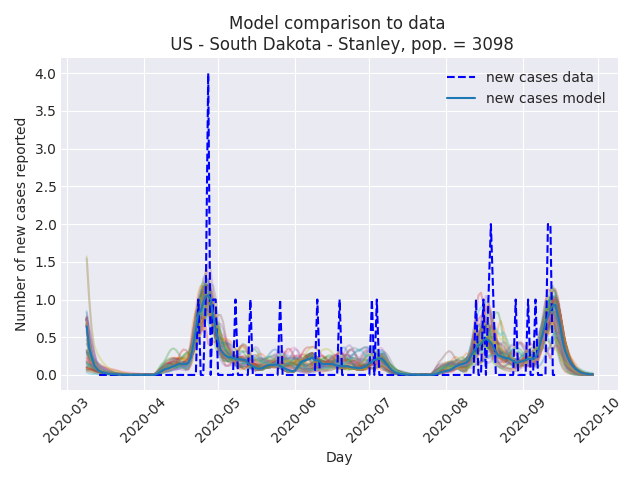 Model comparison to data
US - South Dakota - Stanley, pop. = 3098
new cases data
new cases model
Number of new cases reported
4.0
3.5
3.0
2.5
2.0
1.5
1.0
0.5
0.0
2020-03
2020-04
2020-05
2020-06
2020-07
2020-08
2020-09
2020-10
Day